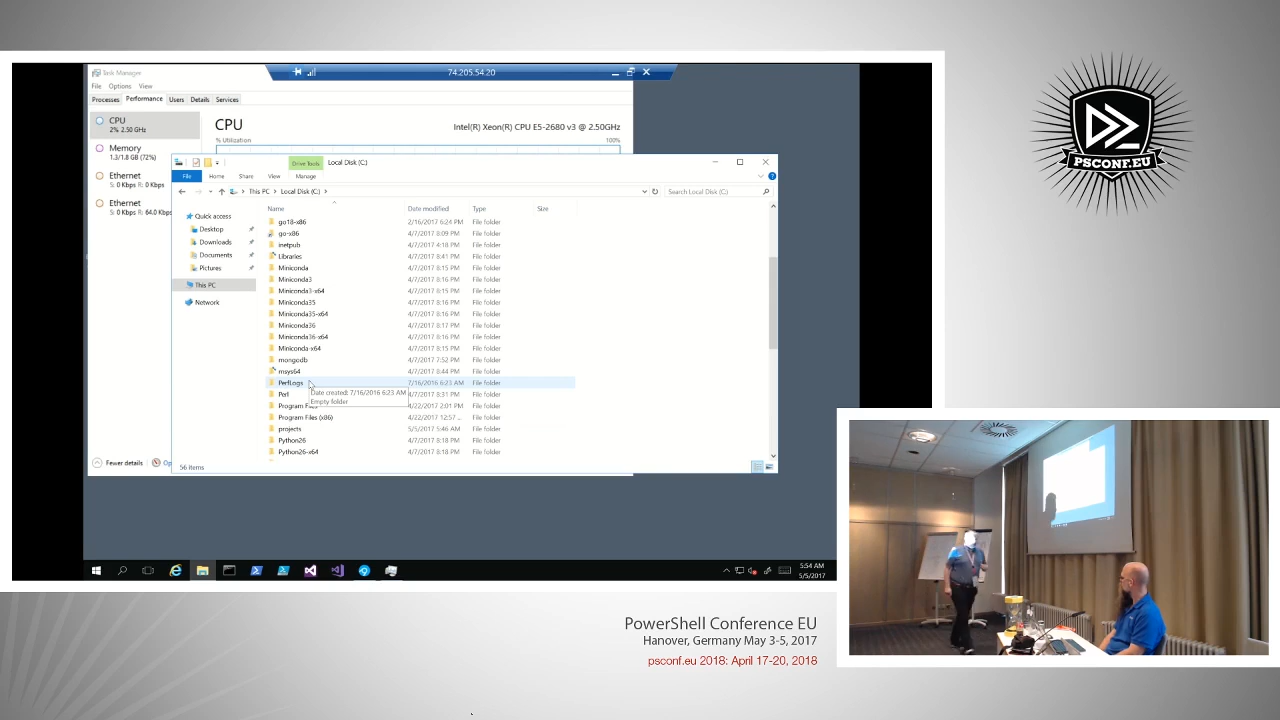 Task Manager
74.205.54.20
File Options View
Processes Performance Users Details Services
CPU
2% 2.50 GHz
Memory
1.3/1.8 GB (72%)
Ethernet
S: 0 Kbps R: 0 Kbps
Ethernet
S: 0 Kbps R: 64.0 Kbps
CPU
Intel(R) Xeon(R) CPU E5-2680 v3 @ 2.50GHz
% Utilization 100%
Drive Tools Local Disk (C:)
File Home Share View Manage
This PC Local Disk (C:) Search Local Disk (C:)
Name Date modified Type Size
Quick access
Desktop
Downloads
Documents
Pictures
This PC
Network
go18-x86 2/16/2017 6:24 PM File folder
go-x86 4/7/2017 8:09 PM File folder
inetpub 4/7/2017 4:18 PM File folder
Libraries 4/7/2017 8:41 PM File folder
Miniconda 4/7/2017 8:15 PM File folder
Miniconda3 4/7/2017 8:16 PM File folder
Miniconda3-x64 4/7/2017 8:15 PM File folder
Miniconda35 4/7/2017 8:16 PM File folder
Miniconda35-x64 4/7/2017 8:16 PM File folder
Miniconda36 4/7/2017 8:17 PM File folder
Miniconda36-x64 4/7/2017 8:16 PM File folder
Miniconda-x64 4/7/2017 8:15 PM File folder
mongodb 4/7/2017 7:52 PM File folder
msys64 4/7/2017 8:44 PM File folder
PerfLogs 7/16/2016 6:23 AM File folder
Perl 4/7/2017 8:31 PM File folder
Date created: 7/16/2016 6:23 AM
Empty folder
Program 4/22/2017 2:01 PM File folder
Program Files (x86) 4/22/2017 12:57 ... File folder
projects 5/5/2017 5:46 AM File folder
Python26 4/7/2017 8:18 PM File folder
Python26-x64 4/7/2017 8:18 PM File folder
56 items
Fewer details
5:54 AM
5/5/2017
PSCONF.EU
PowerShell Conference EU
Hanover, Germany May 3-5, 2017
psconf.eu 2018: April 17-20, 2018